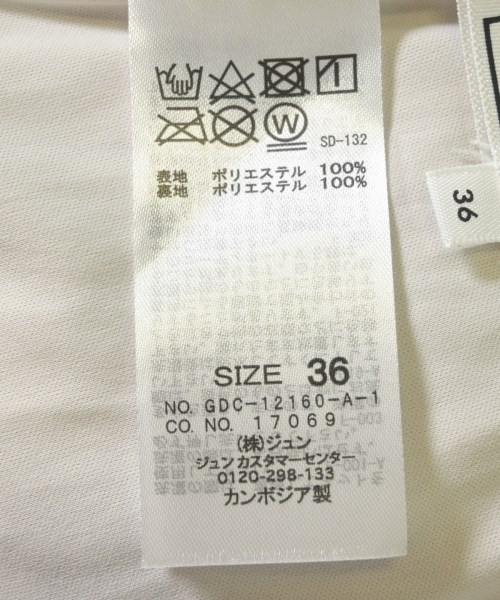 W
SD-132
表地 ポリエステル 100%
裏地 ポリエステル 100%
SIZE 36
NO. GDC-12160-A-1
CO. NO. 17069
(株)ジュン
ジュン カスタマーセンター
0120-298-133
カンボジア製
36